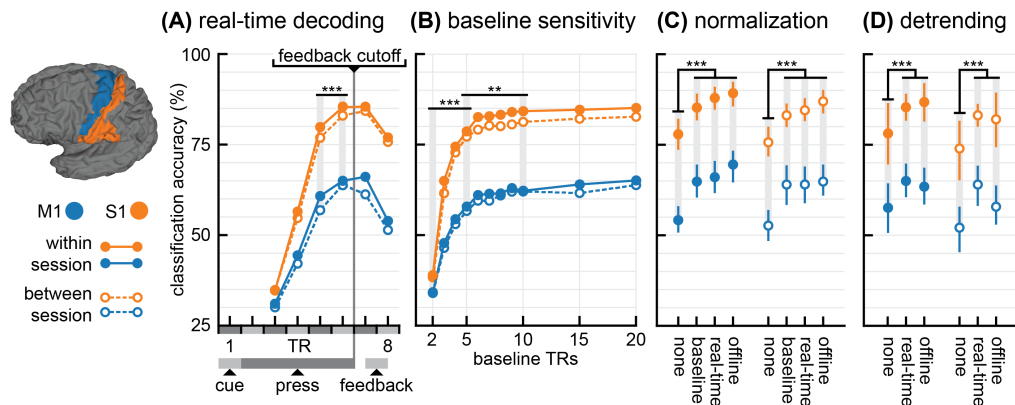 (A) real-time decoding
(B) baseline sensitivity
(C) normalization
(D) detrending
feedback cutoff
classification accuracy (%)
100
75
50
25
***
***
**
***
***
***
***
M1
S1
within
session
between
session
1
TR
8
cue
press
feedback
2
5
10
15
20
baseline TRs
none
baseline
real-time
offline
none
baseline
real-time
offline
none
real-time
offline
none
real-time
offline